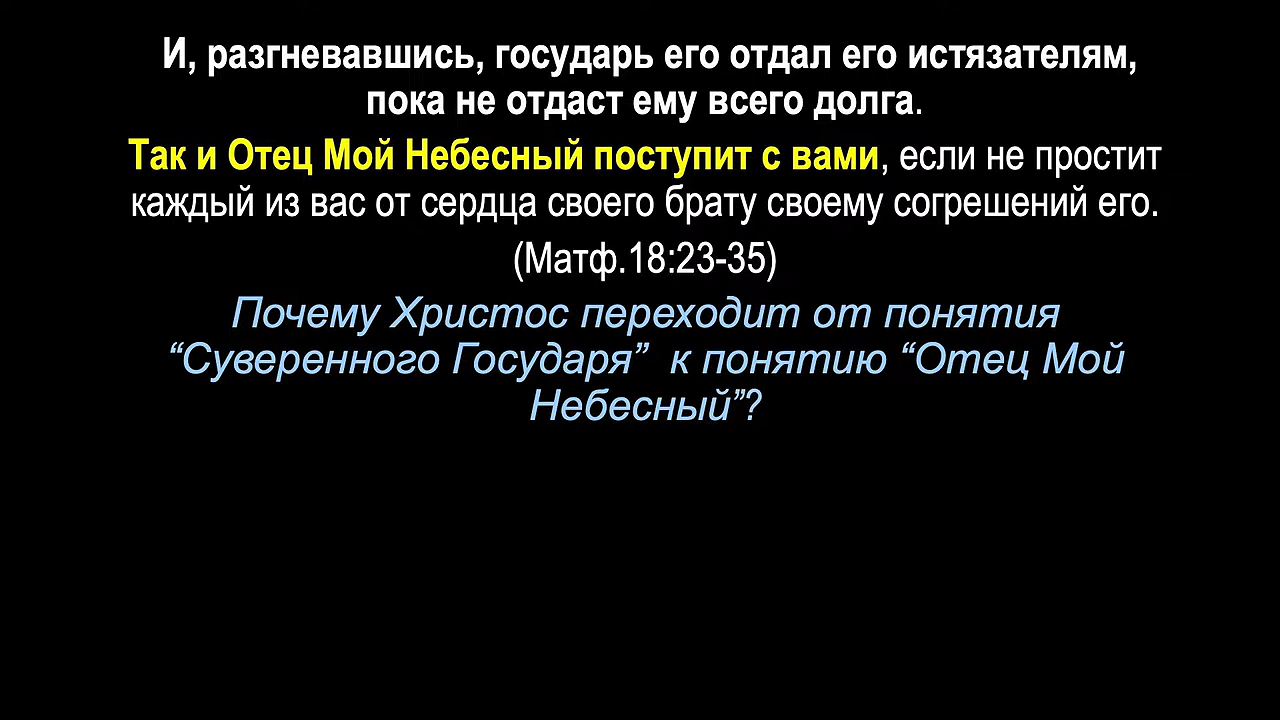 И, разгневавшись, государь его отдал его истязателям,
пока не отдаст ему всего долга.
Так и Отец Мой Небесный поступит с вами, если не простит
каждый из вас от сердца своего брату своему согрешений его.
(Матф.18:23-35)
Почему Христос переходит от понятия
“Суверенного Государя”  к понятию “Отец Мой
Небесный”?